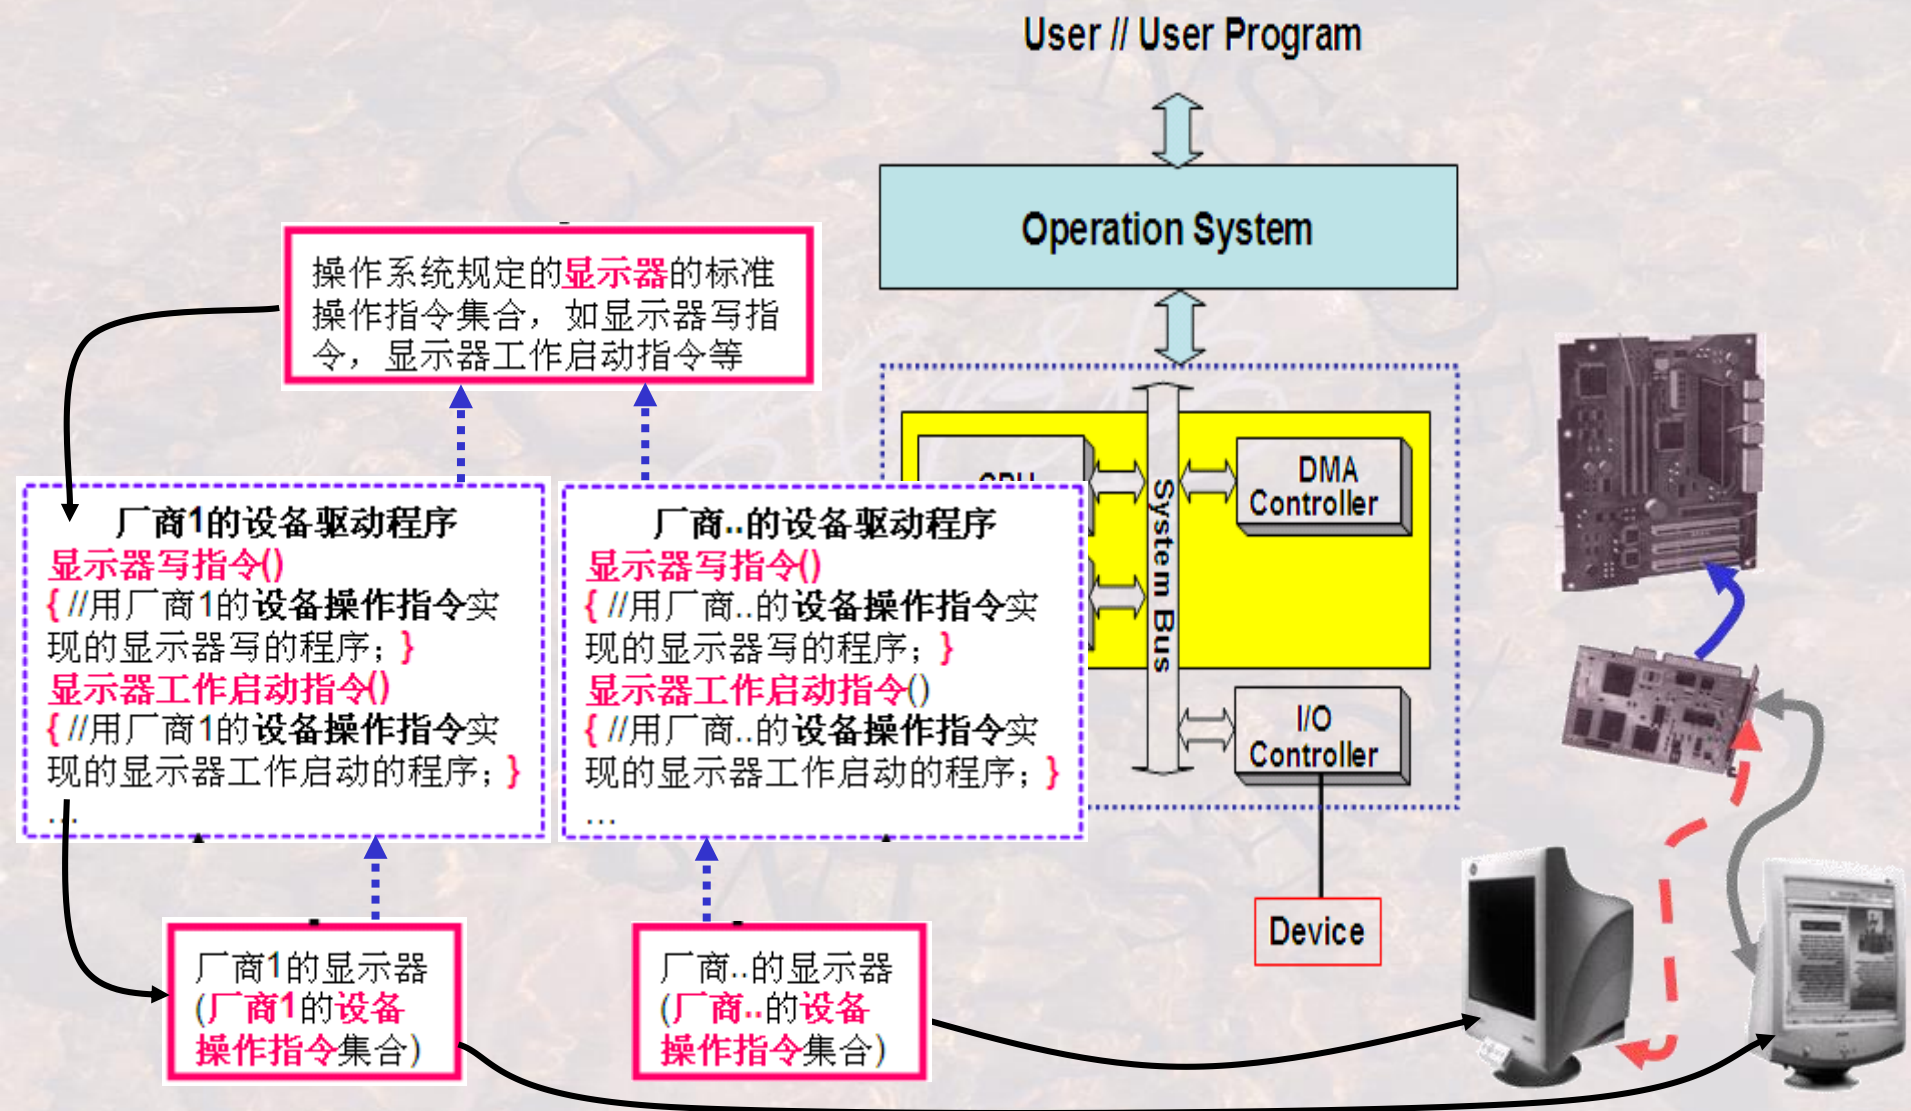 User // User Program
Operation System
操作系统规定的显示器的标准
操作指令集合，如显示器写指
令，显示器工作启动指令等
厂商1的设备驱动程序
显示器写指令()
{ //用厂商1的设备操作指令实
现的显示器写的程序；}
显示器工作启动指令()
{ //用厂商1的设备操作指令实
现的显示器工作启动的程序；}
...
厂商..的设备驱动程序
显示器写指令()
{ //用厂商..的设备操作指令实
现的显示器写的程序；}
显示器工作启动指令()
{ //用厂商..的设备操作指令实
现的显示器工作启动的程序；}
...
System Bus
DMA
Controller
I/O
Controller
Device
厂商1的显示器
(厂商1的设备
操作指令集合)
厂商..的显示器
(厂商..的设备
操作指令集合)